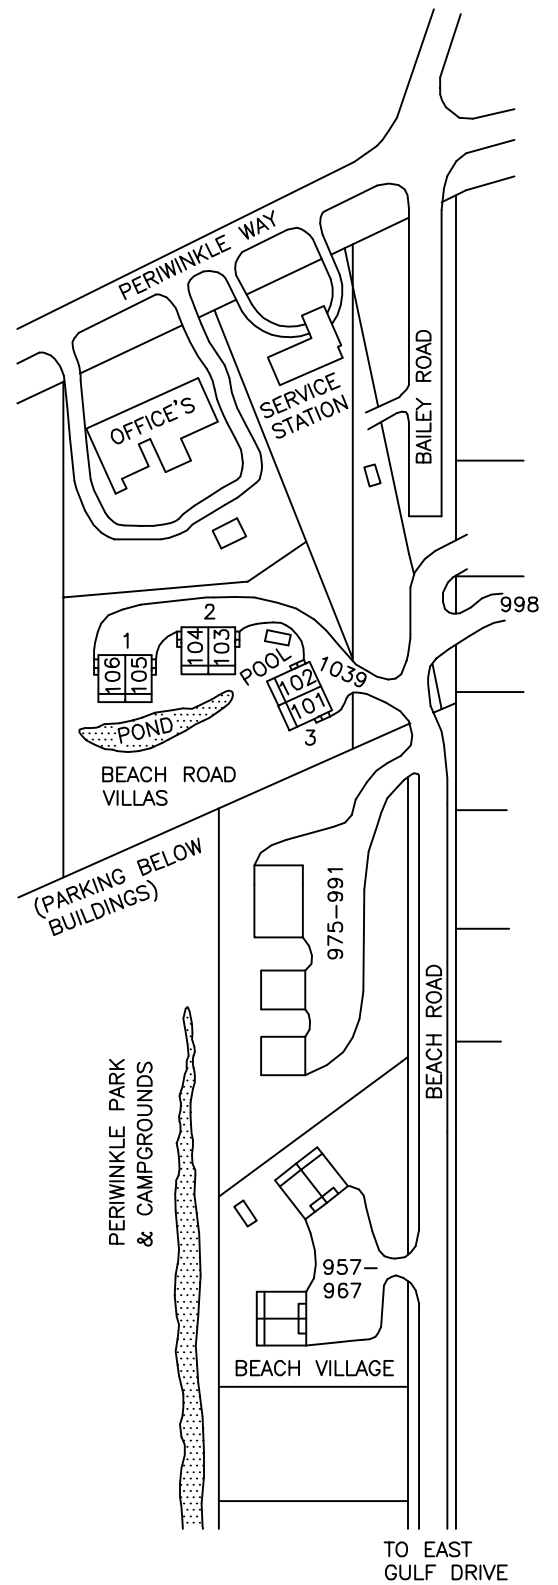 PERIWINKLE WAY
BAILEY ROAD
OFFICE'S
SERVICE
STATION
998
2
1
104
103
106
105
POOL
1039
102
101
3
POND
BEACH ROAD
VILLAS
(PARKING BELOW
BUILDINGS)
975-991
BEACH ROAD
PERIWINKLE PARK
& CAMPGROUNDS
957-
967
BEACH VILLAGE
TO EAST
GULF DRIVE